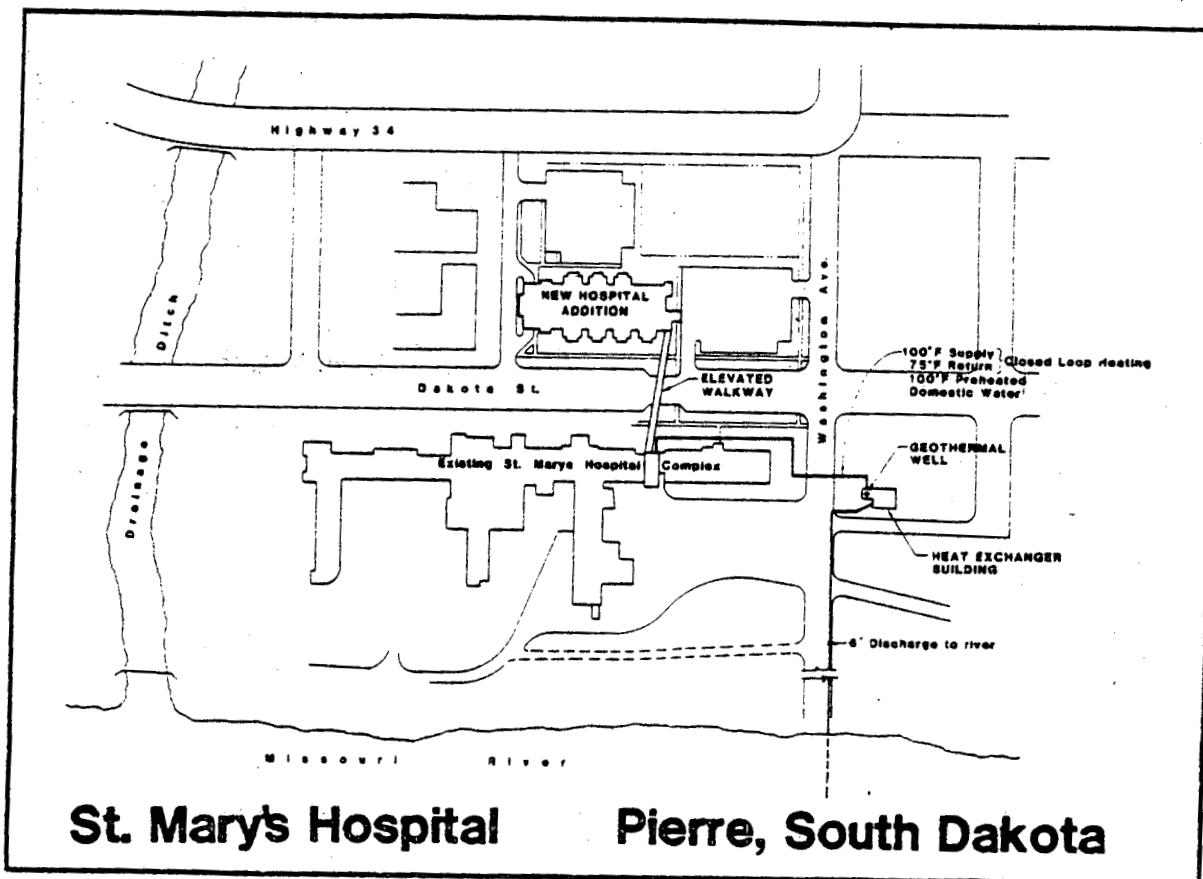 Highway 34
Ditch
NEW HOSPITAL
ADDITION
Washington Ave.
100°F Supply
75°F Return
Closed Loop Heating
100°F Preheated
Domestic Water
Dakota St.
ELEVATED
WALKWAY
Drainage
Existing St. Marys Hospital Complex
GEOTHERMAL
WELL
HEAT EXCHANGER
BUILDING
6" Discharge to river
Missouri River
St. Mary's Hospital Pierre, South Dakota